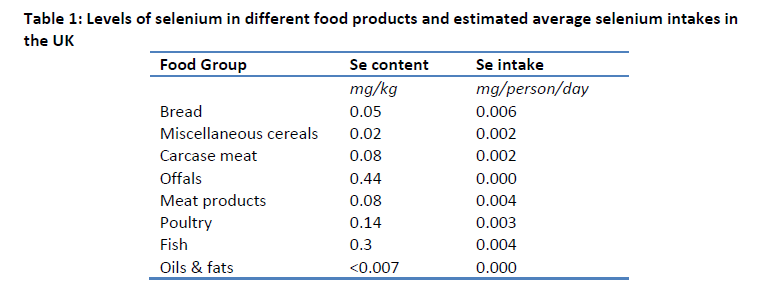 Table 1: Levels of selenium in different food products and estimated average selenium intakes in
the UK
Food Group Se content Se intake
mg/kg mg/person/day
Bread 0.05 0.006
Miscellaneous cereals 0.02 0.002
Carcase meat 0.08 0.002
Offals 0.44 0.000
Meat products 0.08 0.004
Poultry 0.14 0.003
Fish 0.3 0.004
Oils & fats <0.007 0.000